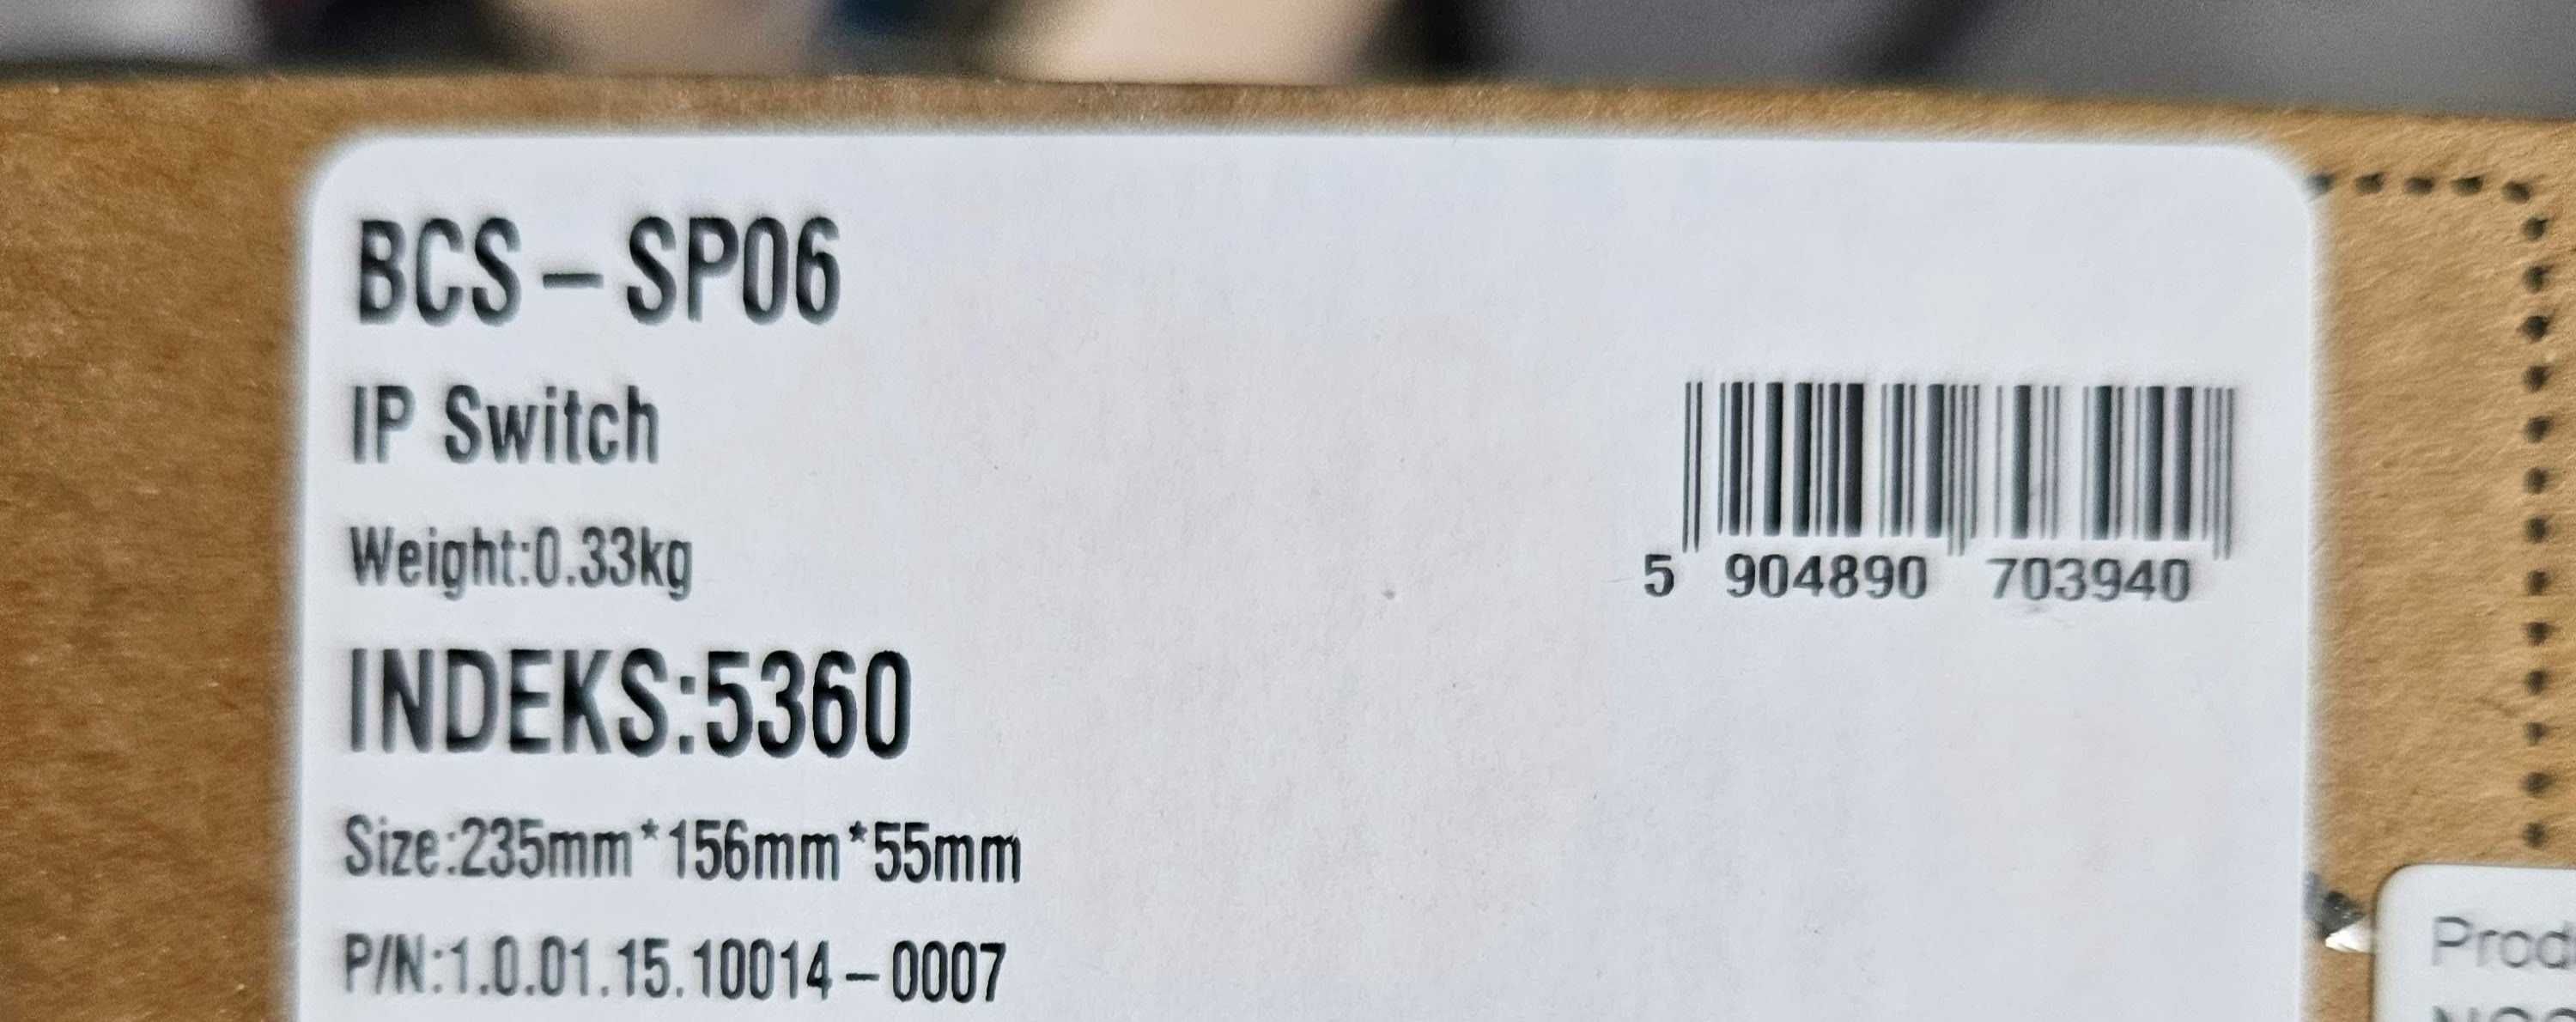 BCS-SP06
IP Switch
Weight:0.33kg
INDEKS:5360
Size:235mm*156mm*55mm
P/N:1.0.01.15.10014-0007
5 904890 703940